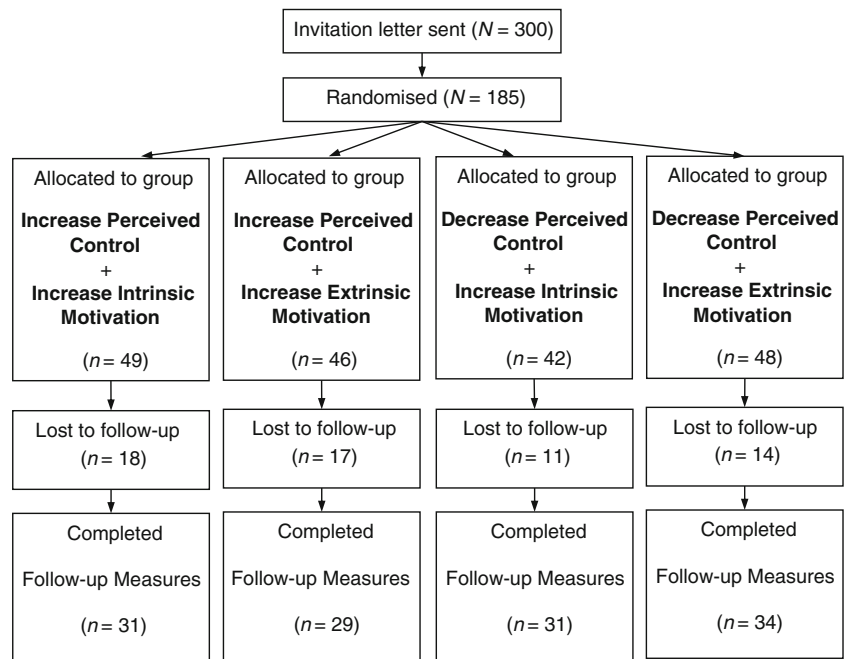 Invitation letter sent (N = 300)
Randomised (N = 185)
Allocated to group
Increase Perceived
Control
+
Increase Intrinsic
Motivation
(n = 49)
Allocated to group
Increase Perceived
Control
+
Increase Extrinsic
Motivation
(n = 46)
Allocated to group
Decrease Perceived
Control
+
Increase Intrinsic
Motivation
(n = 42)
Allocated to group
Decrease Perceived
Control
+
Increase Extrinsic
Motivation
(n = 48)
Lost to follow-up
(n = 18)
Lost to follow-up
(n = 17)
Lost to follow-up
(n = 11)
Lost to follow-up
(n = 14)
Completed
Follow-up Measures
(n = 31)
Completed
Follow-up Measures
(n = 29)
Completed
Follow-up Measures
(n = 31)
Completed
Follow-up Measures
(n = 34)